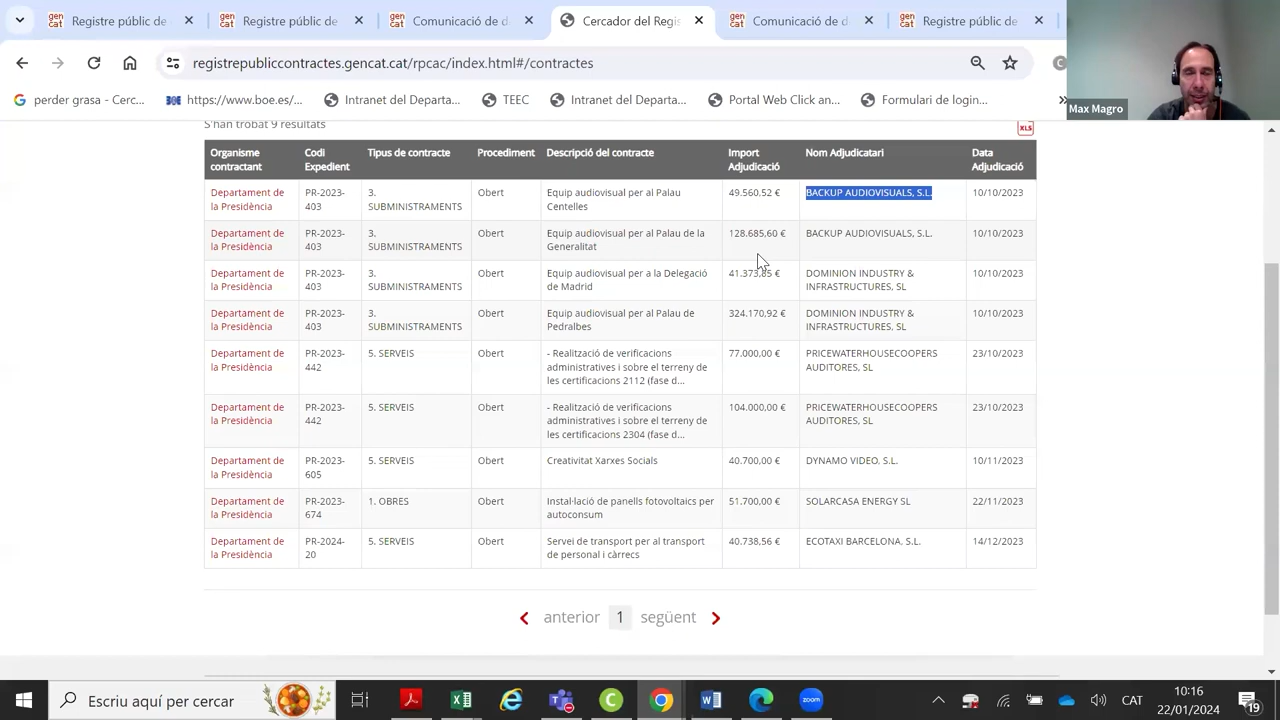 Registre públic de
Registre públic de
Comunicació de d
Cercador del Regis
Comunicació de d
Registre públic de
registrepubliccontractes.gencat.cat/rpcac/index.html#/contractes
perder grasa - Cerc...
https://www.boe.es/...
Intranet del Departa...
TEEC
Intranet del Departa...
Portal Web Click an...
Formulari de login...
Max Magro
S'han trobat 9 resultats
XLS
Organisme contractant Codi Expedient Tipus de contracte Procediment Descripció del contracte Import Adjudicació Nom Adjudicatari Data Adjudicació
Departament de la Presidència PR-2023-403 3. SUBMINISTRAMENTS Obert Equip audiovisual per al Palau Centelles 49.560,52 € BACKUP AUDIOVISUALS, S.L. 10/10/2023
Departament de la Presidència PR-2023-403 3. SUBMINISTRAMENTS Obert Equip audiovisual per al Palau de la Generalitat 128.685,60 € BACKUP AUDIOVISUALS, S.L. 10/10/2023
Departament de la Presidència PR-2023-403 3. SUBMINISTRAMENTS Obert Equip audiovisual per a la Delegació de Madrid 41.373,85 € DOMINION INDUSTRY & INFRASTRUCTURES, SL 10/10/2023
Departament de la Presidència PR-2023-403 3. SUBMINISTRAMENTS Obert Equip audiovisual per al Palau de Pedralbes 324.170,92 € DOMINION INDUSTRY & INFRASTRUCTURES, SL 10/10/2023
Departament de la Presidència PR-2023-442 5. SERVEIS Obert - Realització de verificacions administratives i sobre el terreny de les certificacions 2112 (fase d... 77.000,00 € PRICEWATERHOUSECOOPERS AUDITORES, SL 23/10/2023
Departament de la Presidència PR-2023-442 5. SERVEIS Obert - Realització de verificacions administratives i sobre el terreny de les certificacions 2304 (fase d... 104.000,00 € PRICEWATERHOUSECOOPERS AUDITORES, SL 23/10/2023
Departament de la Presidència PR-2023-605 5. SERVEIS Obert Creativitat Xarxes Socials 40.700,00 € DYNAMO VIDEO, S.L. 10/11/2023
Departament de la Presidència PR-2023-674 1. OBRES Obert Instal·lació de panells fotovoltaics per autoconsum 51.700,00 € SOLARCASA ENERGY SL 22/11/2023
Departament de la Presidència PR-2024-20 5. SERVEIS Obert Servei de transport per al transport de personal i càrrecs 40.738,56 € ECOTAXI BARCELONA, S.L. 14/12/2023
anterior 1 següent
Escriu aquí per cercar
zoom
CAT
10:16
22/01/2024
19